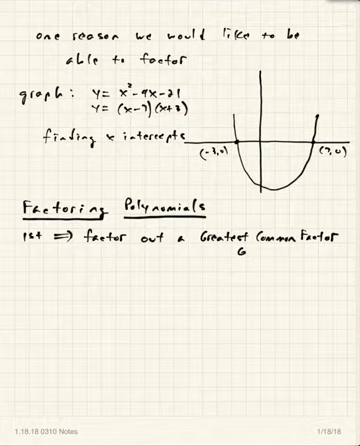 one reason we would like to be
able to factor
graph: y = x² - 4x - 21
y = (x-7)(x+3)
finding x intercepts
(-3,0) (7,0)
Factoring Polynomials
1st ⇒ factor out a Greatest Common Factor
G
1.18.18 0310 Notes 1/18/18